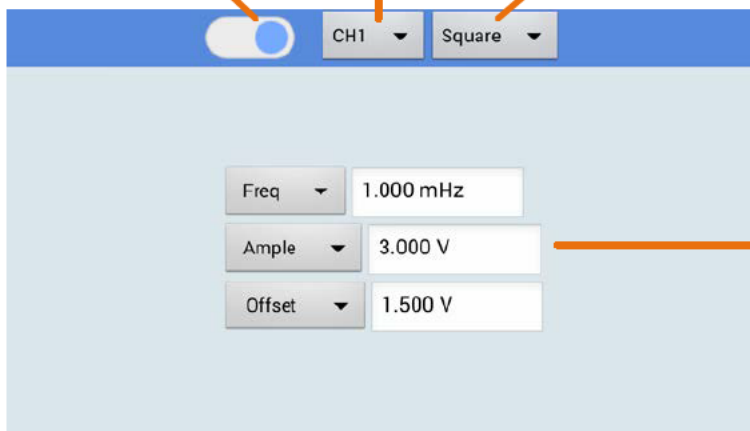 CH1 Square
Freq 1.000 mHz
Ample 3.000 V
Offset 1.500 V